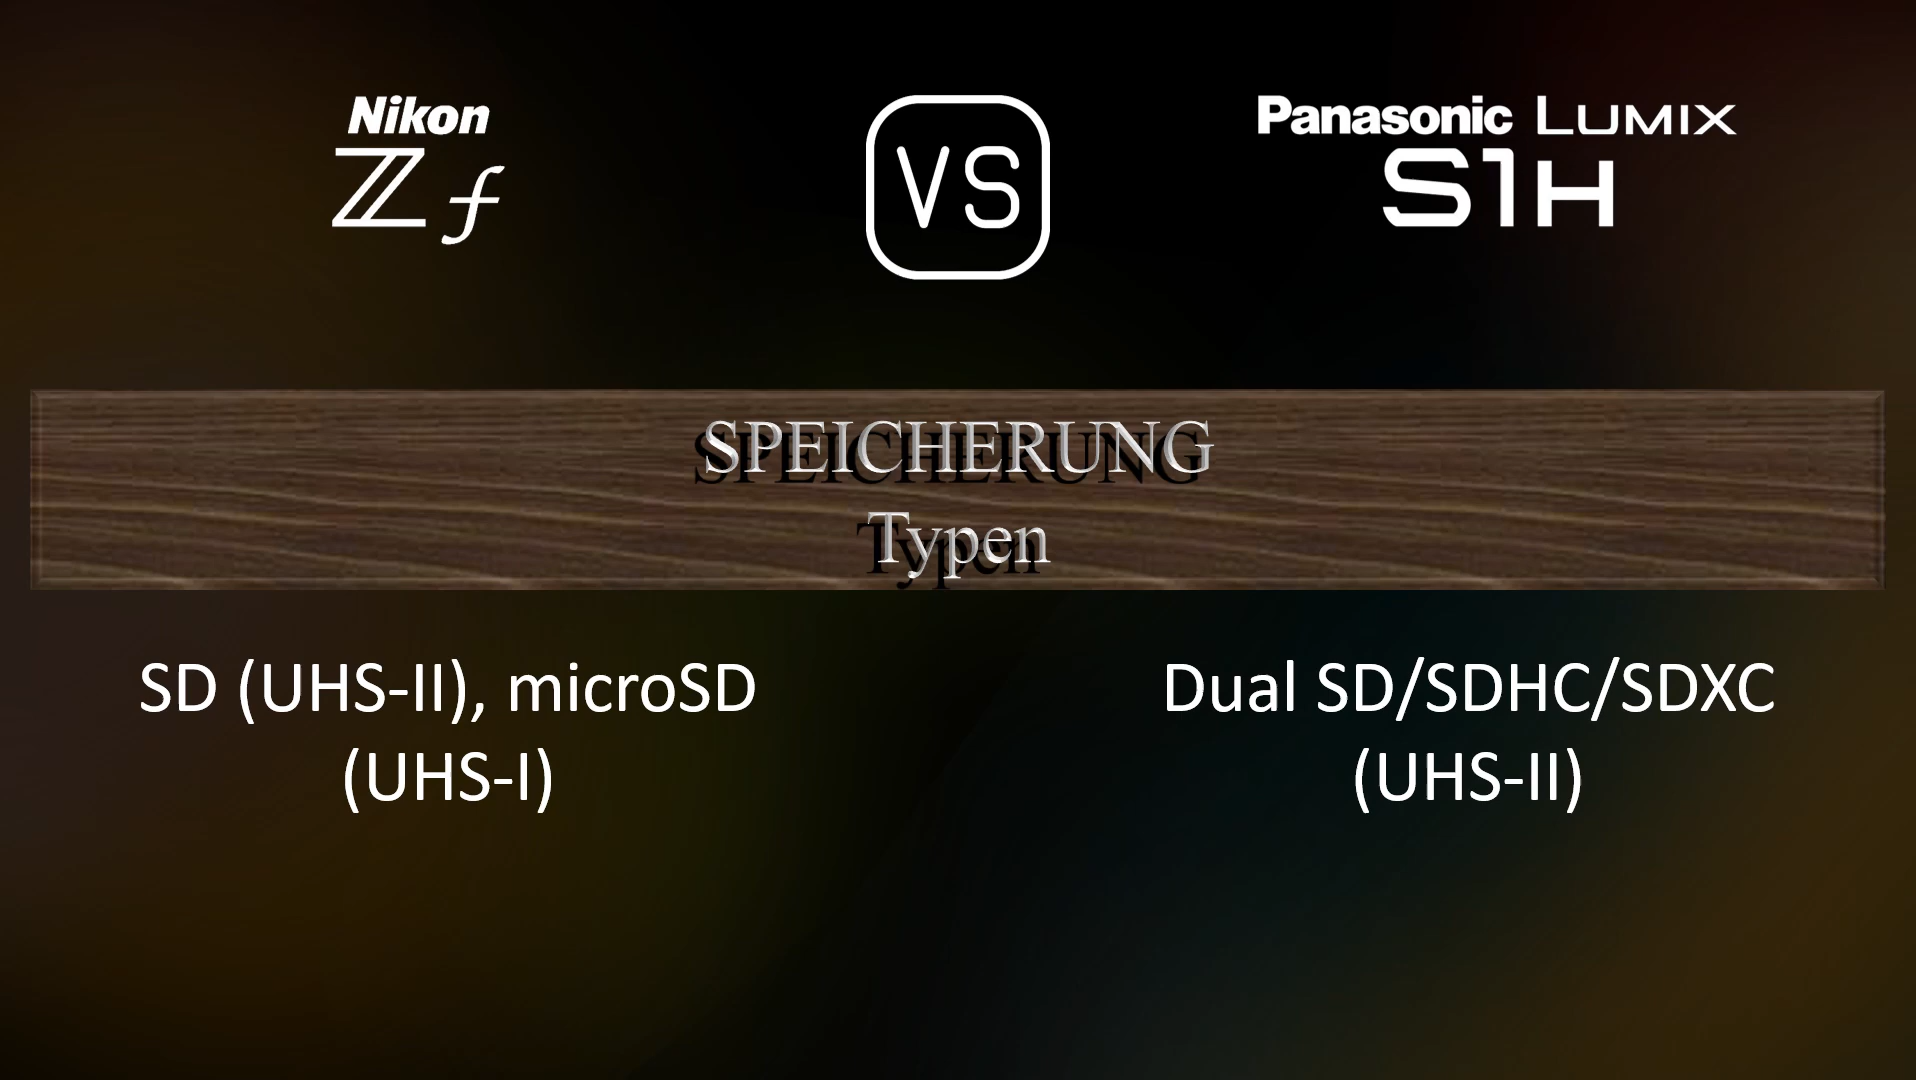 Nikon
Z f
VS
Panasonic LUMIX
S1H
SPEICHERUNG
Typen
SD (UHS-II), microSD
(UHS-I)
Dual SD/SDHC/SDXC
(UHS-II)